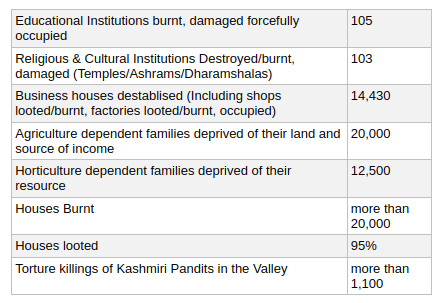 Educational Institutions burnt, damaged forcefully 105
occupied
Religious & Cultural Institutions Destroyed/burnt, 103
damaged (Temples/Ashrams/Dharamshalas)
Business houses destablised (Including shops 14,430
looted/burnt, factories looted/burnt, occupied)
Agriculture dependent families deprived of their land and 20,000
source of income
Horticulture dependent families deprived of their 12,500
resource
Houses Burnt more than
20,000
Houses looted 95%
Torture killings of Kashmiri Pandits in the Valley more than
1,100